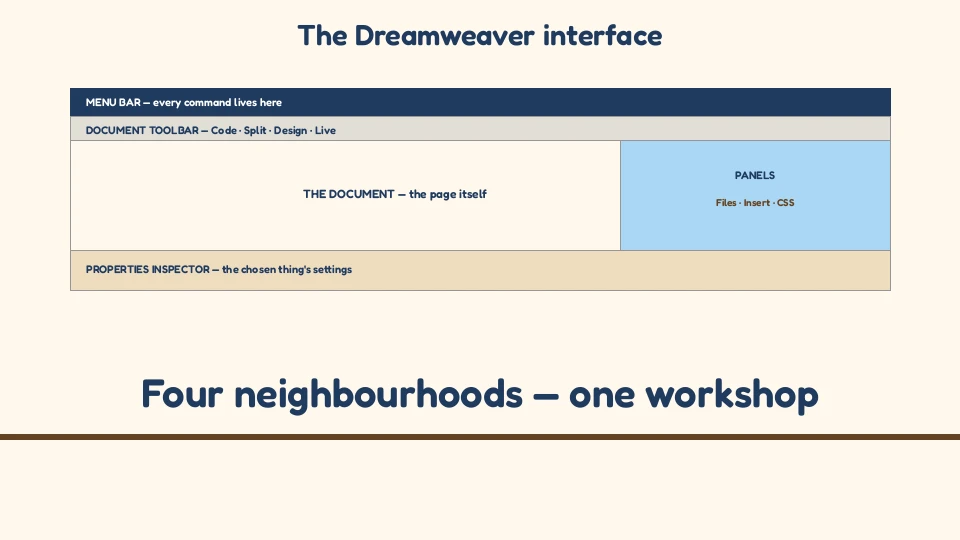 The Dreamweaver interface
MENU BAR — every command lives here
DOCUMENT TOOLBAR — Code · Split · Design · Live
THE DOCUMENT — the page itself
PANELS
Files · Insert · CSS
PROPERTIES INSPECTOR — the chosen thing's settings
Four neighbourhoods — one workshop